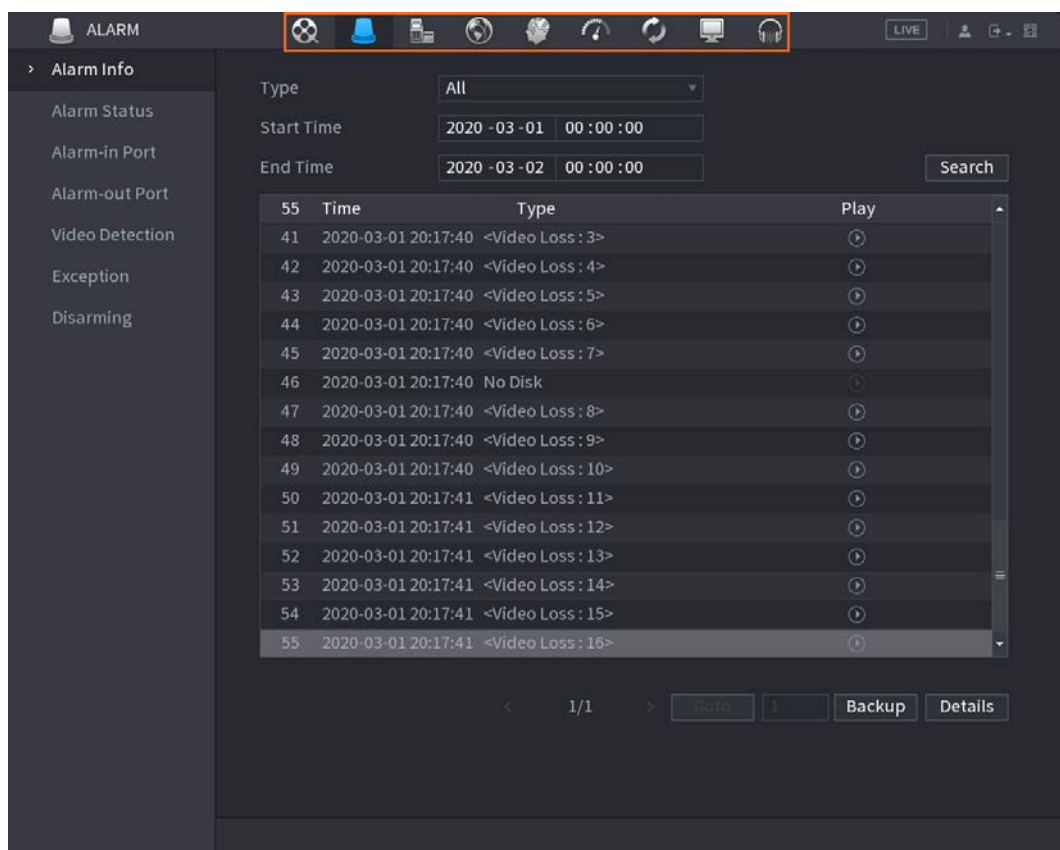 ALARM LIVE
> Alarm Info
Alarm Status
Alarm-in Port
Alarm-out Port
Video Detection
Exception
Disarming
Type All
Start Time 2020 - 03 - 01 00 : 00 : 00
End Time 2020 - 03 - 02 00 : 00 : 00
Search
55 Time Type Play
41 2020-03-01 20:17:40 <Video Loss : 3>
42 2020-03-01 20:17:40 <Video Loss : 4>
43 2020-03-01 20:17:40 <Video Loss : 5>
44 2020-03-01 20:17:40 <Video Loss : 6>
45 2020-03-01 20:17:40 <Video Loss : 7>
46 2020-03-01 20:17:40 No Disk
47 2020-03-01 20:17:40 <Video Loss : 8>
48 2020-03-01 20:17:40 <Video Loss : 9>
49 2020-03-01 20:17:40 <Video Loss : 10>
50 2020-03-01 20:17:41 <Video Loss : 11>
51 2020-03-01 20:17:41 <Video Loss : 12>
52 2020-03-01 20:17:41 <Video Loss : 13>
53 2020-03-01 20:17:41 <Video Loss : 14>
54 2020-03-01 20:17:41 <Video Loss : 15>
55 2020-03-01 20:17:41 <Video Loss : 16>
< 1/1 > Goto 1 Backup Details